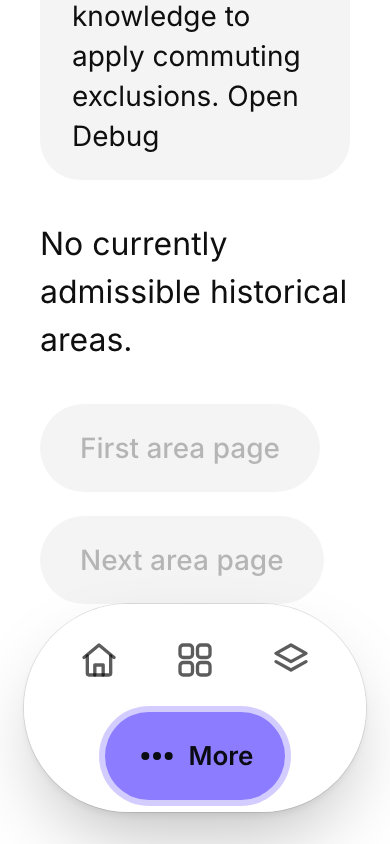 knowledge to
apply commuting
exclusions. Open
Debug
No currently
admissible historical
areas.
First area page
Next area page
More